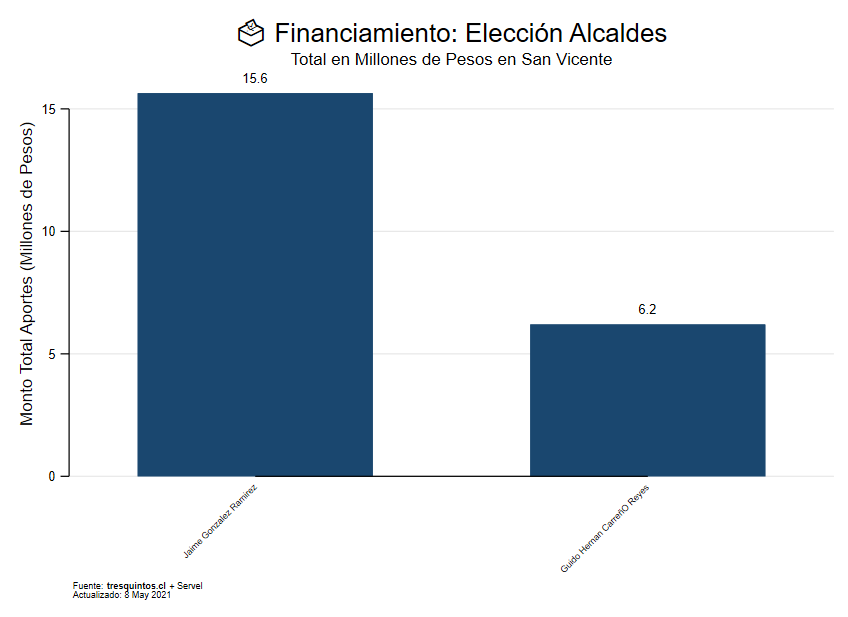 Financiamiento: Elección Alcaldes
Total en Millones de Pesos en San Vicente
Monto Total Aportes (Millones de Pesos)
15
10
5
0
15.6
6.2
Jaime Gonzalez Ramirez
Guido Hernan CarreñO Reyes
Fuente: tresquintos.cl + Servel
Actualizado: 8 May 2021